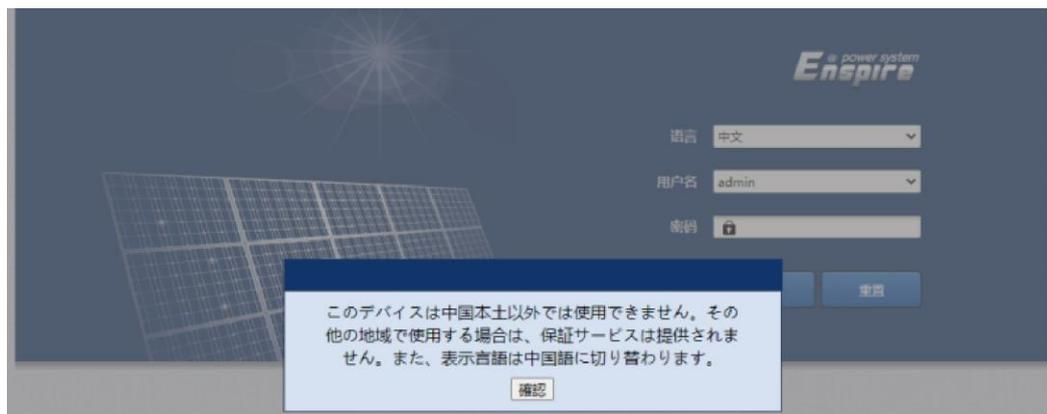 e power system
Enspire
语言 中文
用户名 admin
密码
重置
このデバイスは中国本土以外では使用できません。その
他の地域で使用する場合は、保証サービスは提供されま
せん。また、表示言語は中国語に切り替わります。
確認